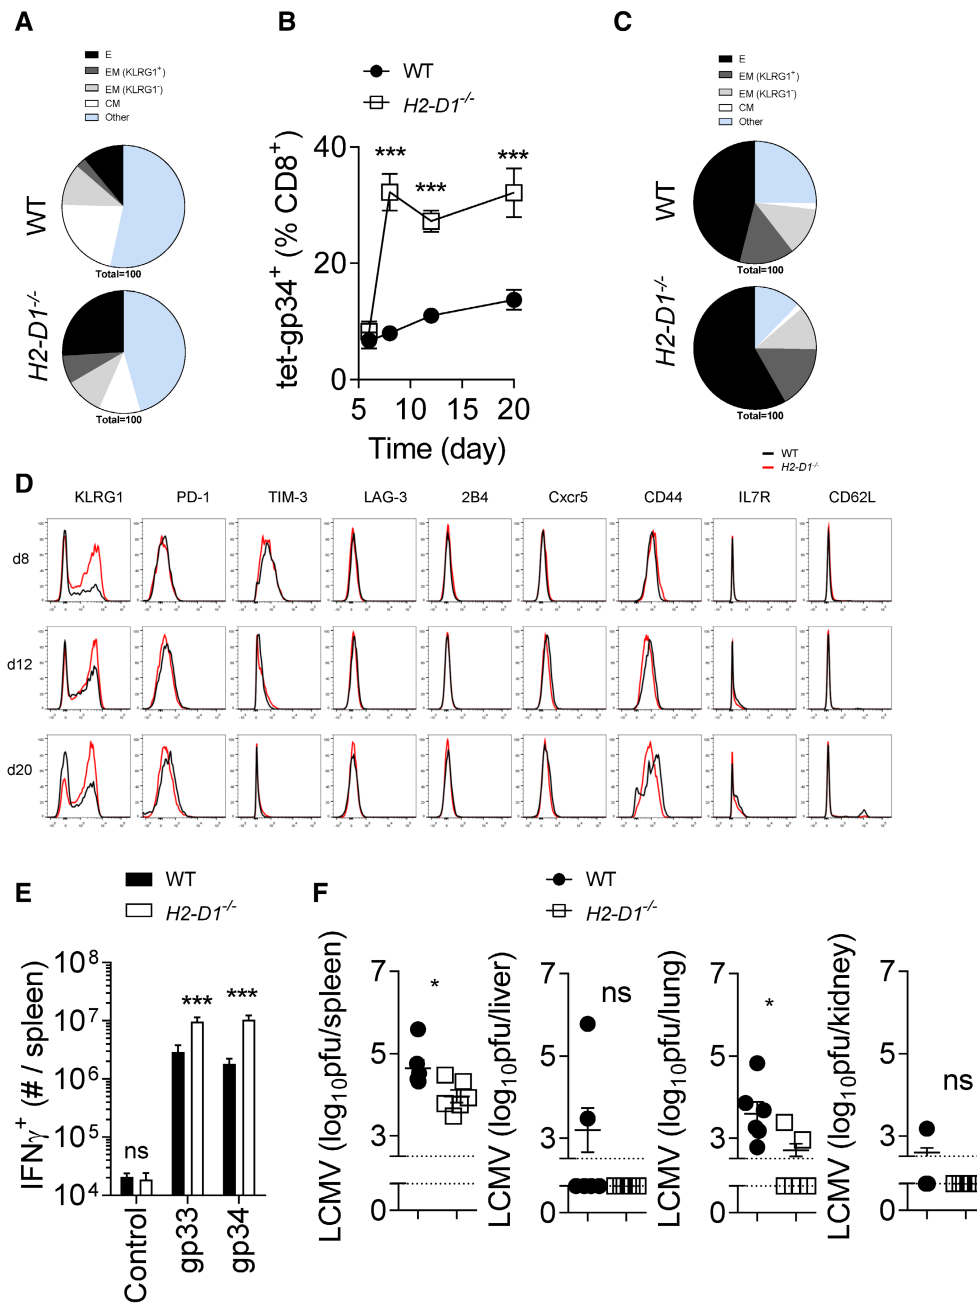 A
E
EM (KLRG1+)
EM (KLRG1-)
CM
Other
WT
Total=100
H2-D1-/-
Total=100
B
WT
H2-D1-/-
tet-gp34+ (% CD8+)
40
20
0
***
***
***
5
10
15
20
Time (day)
C
E
EM (KLRG1+)
EM (KLRG1-)
CM
Other
WT
Total=100
H2-D1-/-
Total=100
D
WT
H2-D1-/-
KLRG1
PD-1
TIM-3
LAG-3
2B4
Cxcr5
CD44
IL7R
CD62L
d8
d12
d20
E
WT
H2-D1-/-
IFNγ+ (# / spleen)
10^8
10^7
10^6
10^5
10^4
ns
***
***
Control
gp33
gp34
F
WT
H2-D1-/-
LCMV (log10pfu/spleen)
7
5
3
0
*
LCMV (log10pfu/liver)
7
5
3
0
ns
LCMV (log10pfu/lung)
7
5
3
0
*
LCMV (log10pfu/kidney)
7
5
3
0
ns